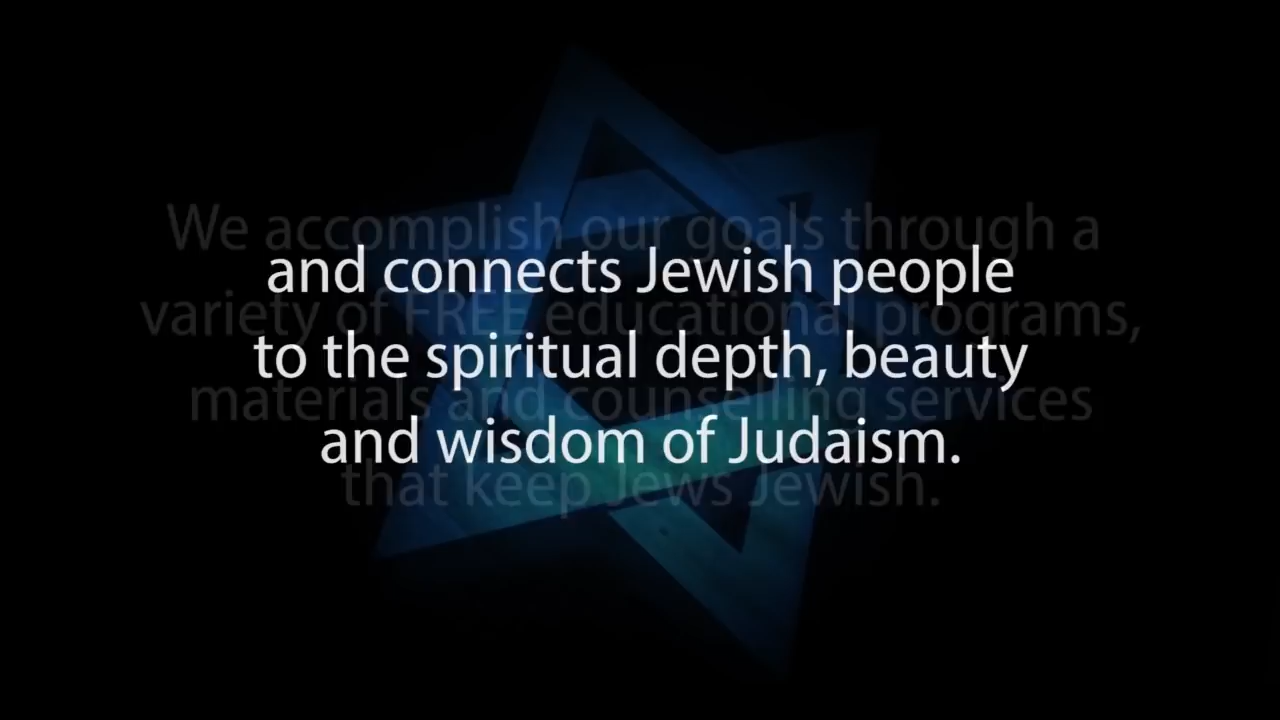 We accomplish our goals through a
and connects Jewish people
variety of FREE educational programs,
to the spiritual depth, beauty
materials and counselling services
and wisdom of Judaism.
that keep Jews Jewish.